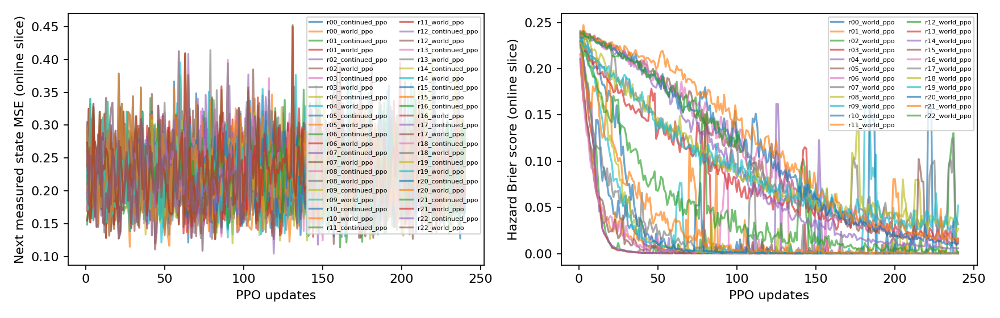 Next measured state MSE (online slice)
0.45
0.40
0.35
0.30
0.25
0.20
0.15
0.10
0
50
100
150
200
250
PPO updates
r00_continued_ppo
r00_world_ppo
r01_continued_ppo
r01_world_ppo
r02_continued_ppo
r02_world_ppo
r03_continued_ppo
r03_world_ppo
r04_continued_ppo
r04_world_ppo
r05_continued_ppo
r05_world_ppo
r06_continued_ppo
r06_world_ppo
r07_continued_ppo
r07_world_ppo
r08_continued_ppo
r08_world_ppo
r09_continued_ppo
r09_world_ppo
r10_continued_ppo
r10_world_ppo
r11_continued_ppo
r11_world_ppo
r12_continued_ppo
r12_world_ppo
r13_continued_ppo
r13_world_ppo
r14_continued_ppo
r14_world_ppo
r15_continued_ppo
r15_world_ppo
r16_continued_ppo
r16_world_ppo
r17_continued_ppo
r17_world_ppo
r18_continued_ppo
r18_world_ppo
r19_continued_ppo
r19_world_ppo
r20_continued_ppo
r20_world_ppo
r21_continued_ppo
r21_world_ppo
r22_continued_ppo
r22_world_ppo
Hazard Brier score (online slice)
0.25
0.20
0.15
0.10
0.05
0.00
0
50
100
150
200
250
PPO updates
r00_world_ppo
r01_world_ppo
r02_world_ppo
r03_world_ppo
r04_world_ppo
r05_world_ppo
r06_world_ppo
r07_world_ppo
r08_world_ppo
r09_world_ppo
r10_world_ppo
r11_world_ppo
r12_world_ppo
r13_world_ppo
r14_world_ppo
r15_world_ppo
r16_world_ppo
r17_world_ppo
r18_world_ppo
r19_world_ppo
r20_world_ppo
r21_world_ppo
r22_world_ppo